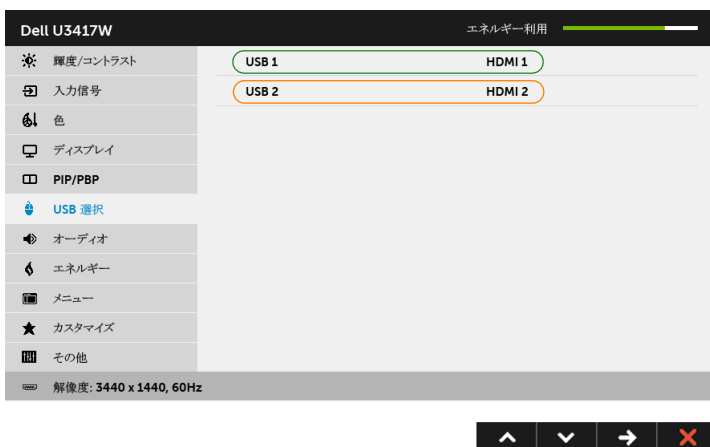 Dell U3417W エネルギー利用
輝度/コントラスト USB 1 HDMI 1
入力信号 USB 2 HDMI 2
色
ディスプレイ
PIP/PBP
USB 選択
オーディオ
エネルギー
メニュー
カスタマイズ
その他
解像度: 3440 x 1440, 60Hz